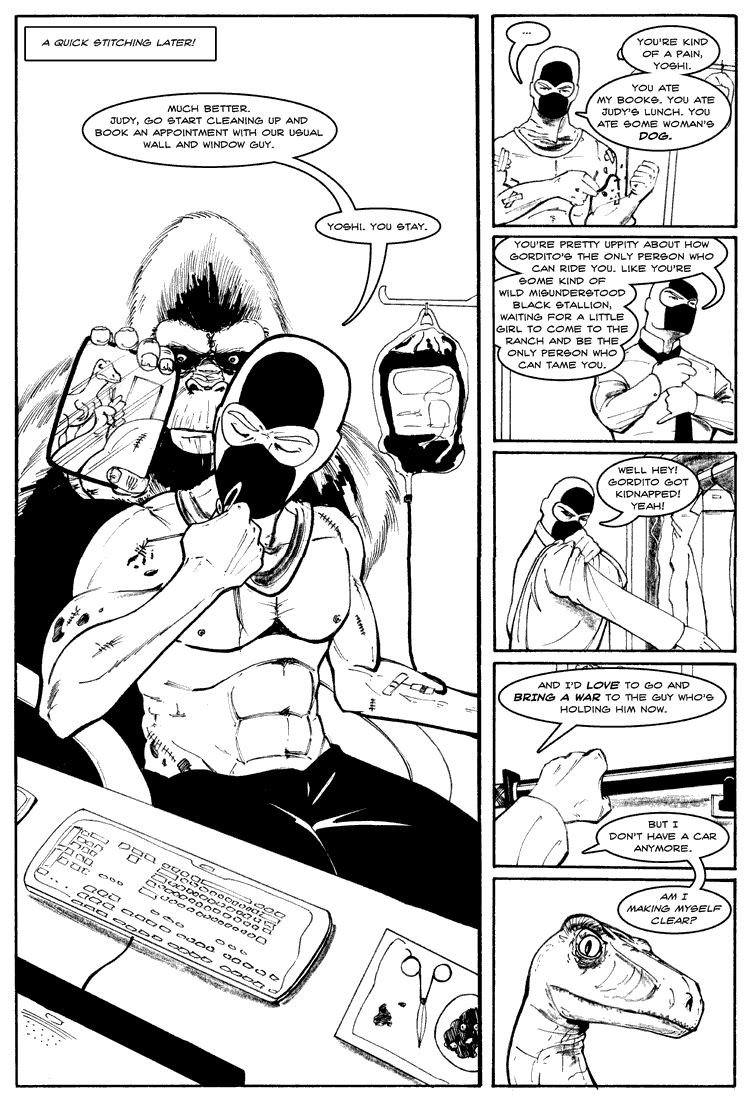 A QUICK STITCHING LATER!
MUCH BETTER.
JUDY, GO START CLEANING UP AND
BOOK AN APPOINTMENT WITH OUR USUAL
WALL AND WINDOW GUY.
YOSHI. YOU STAY.
...
YOU'RE KIND
OF A PAIN,
YOSHI.
YOU ATE
MY BOOKS. YOU ATE
JUDY'S LUNCH. YOU
ATE SOME WOMAN'S
DOG.
YOU'RE PRETTY UPPITY ABOUT HOW
GORDITO'S THE ONLY PERSON WHO
CAN RIDE YOU. LIKE YOU'RE
SOME KIND OF
WILD MISUNDERSTOOD
BLACK STALLION,
WAITING FOR A LITTLE
GIRL TO COME TO THE
RANCH AND BE THE
ONLY PERSON WHO
CAN TAME YOU.
WELL HEY!
GORDITO GOT
KIDNAPPED!
YEAH!
AND I'D LOVE TO GO AND
BRING A WAR TO THE GUY WHO'S
HOLDING HIM NOW.
BUT I
DON'T HAVE A CAR
ANYMORE.
AM I
MAKING MYSELF
CLEAR?